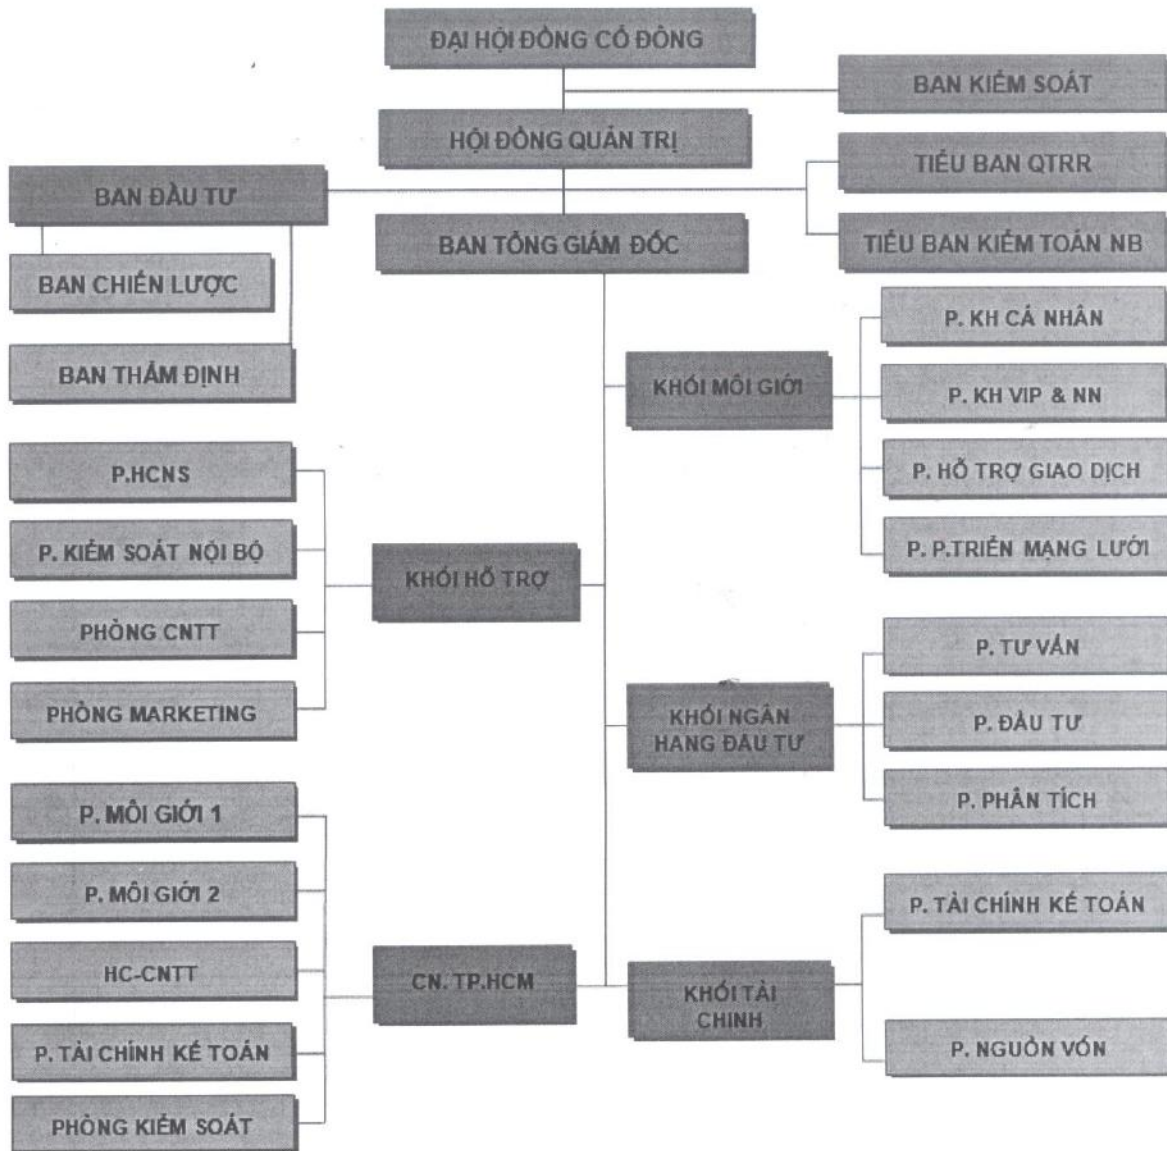 ĐẠI HỘI ĐỒNG CỔ ĐÔNG
BAN KIỂM SOÁT
HỘI ĐỒNG QUẢN TRỊ
TIỂU BAN QTRR
BAN ĐẦU TƯ
BAN TỔNG GIÁM ĐỐC
TIỂU BAN KIỂM TOÁN NB
BAN CHIẾN LƯỢC
BAN THẨM ĐỊNH
P. KH CÁ NHÂN
KHỐI MÔI GIỚI
P. KH VIP & NN
P. HỖ TRỢ GIAO DỊCH
P. P.TRIỂN MẠNG LƯỚI
P.HCNS
P. KIỂM SOÁT NỘI BỘ
KHỐI HỖ TRỢ
PHÒNG CNTT
PHÒNG MARKETING
P. TƯ VẤN
KHỐI NGÂN
HANG ĐẦU TƯ
P. ĐẦU TƯ
P. PHÂN TÍCH
P. MÔI GIỚI 1
P. MÔI GIỚI 2
HC-CNTT
CN. TP.HCM
P. TÀI CHÍNH KẾ TOÁN
PHÒNG KIỂM SOÁT
KHỐI TÀI
CHINH
P. TÀI CHÍNH KẾ TOÁN
P. NGUỒN VỐN